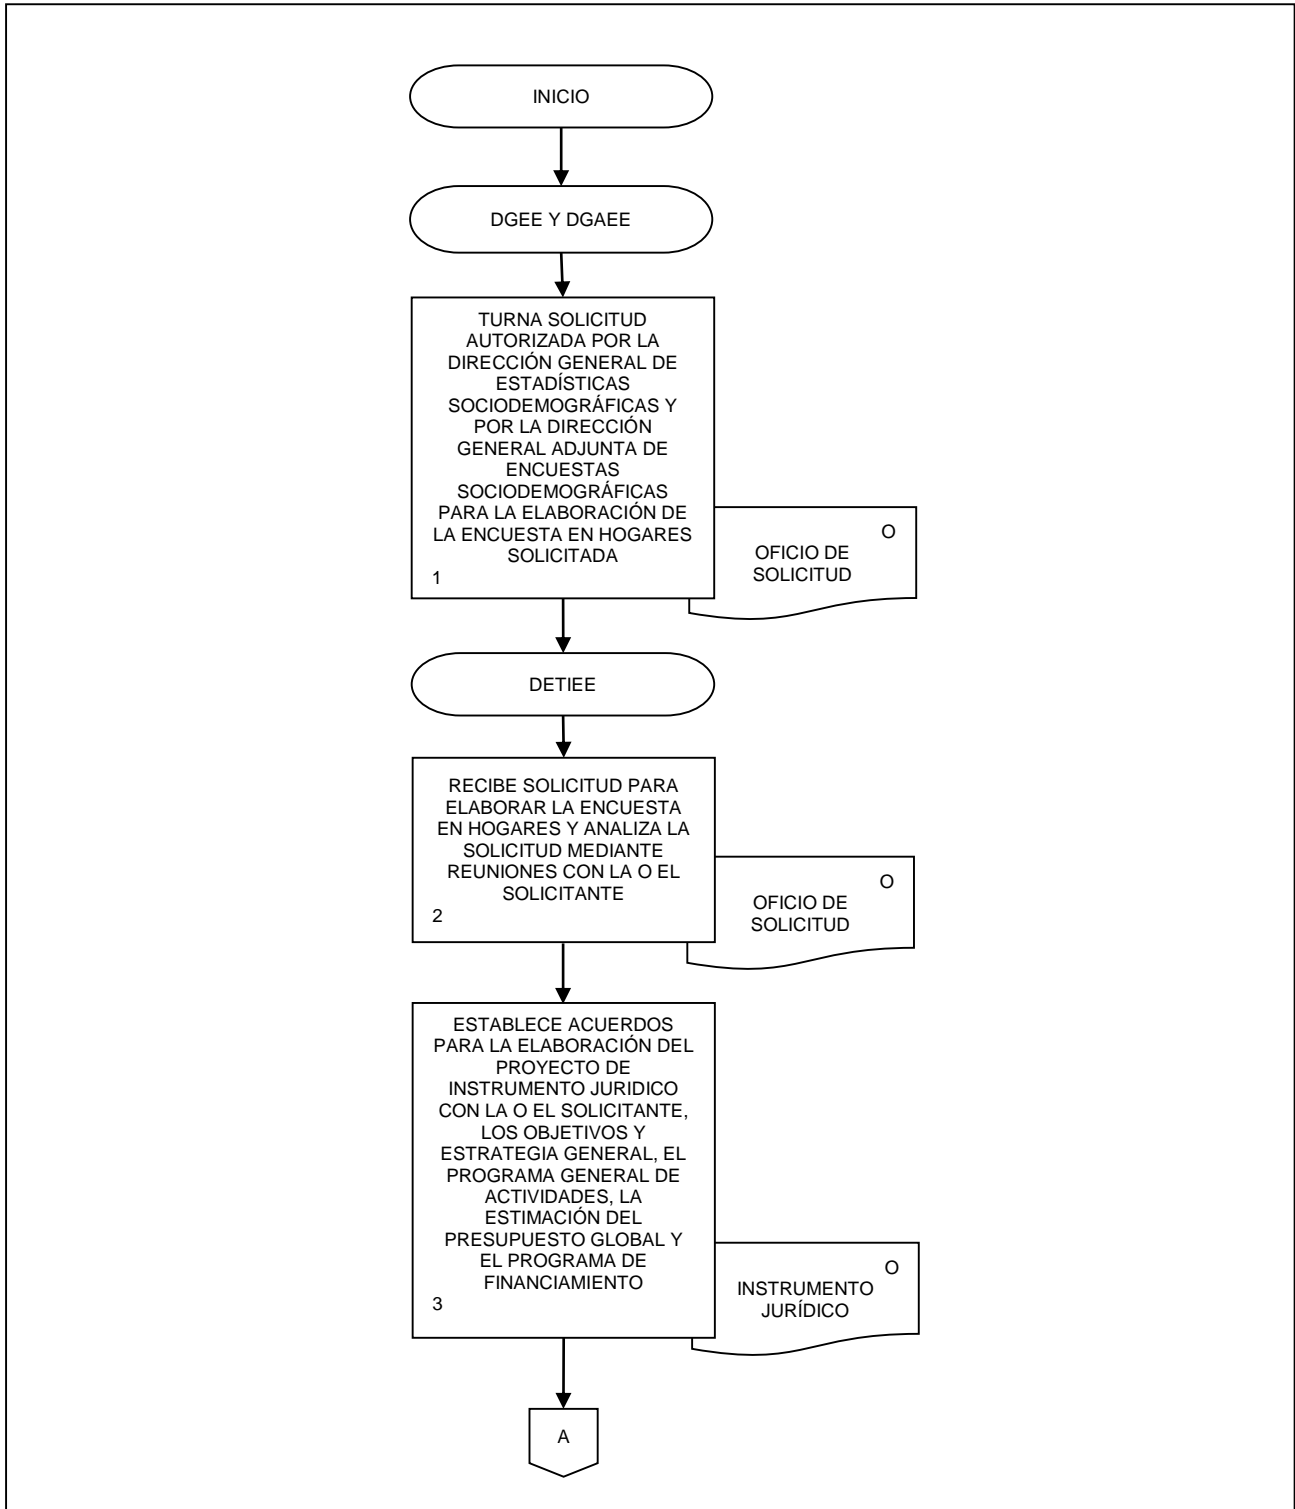 INICIO
DGEE Y DGAEE
TURNA SOLICITUD
AUTORIZADA POR LA
DIRECCIÓN GENERAL DE
ESTADÍSTICAS
SOCIODEMOGRÁFICAS Y
POR LA DIRECCIÓN
GENERAL ADJUNTA DE
ENCUESTAS
SOCIODEMOGRÁFICAS
PARA LA ELABORACIÓN DE
LA ENCUESTA EN HOGARES
SOLICITADA
1
O
OFICIO DE
SOLICITUD
DETIEE
RECIBE SOLICITUD PARA
ELABORAR LA ENCUESTA
EN HOGARES Y ANALIZA LA
SOLICITUD MEDIANTE
REUNIONES CON LA O EL
SOLICITANTE
2
O
OFICIO DE
SOLICITUD
ESTABLECE ACUERDOS
PARA LA ELABORACIÓN DEL
PROYECTO DE
INSTRUMENTO JURIDICO
CON LA O EL SOLICITANTE,
LOS OBJETIVOS Y
ESTRATEGIA GENERAL, EL
PROGRAMA GENERAL DE
ACTIVIDADES, LA
ESTIMACIÓN DEL
PRESUPUESTO GLOBAL Y
EL PROGRAMA DE
FINANCIAMIENTO
3
O
INSTRUMENTO
JURÍDICO
A